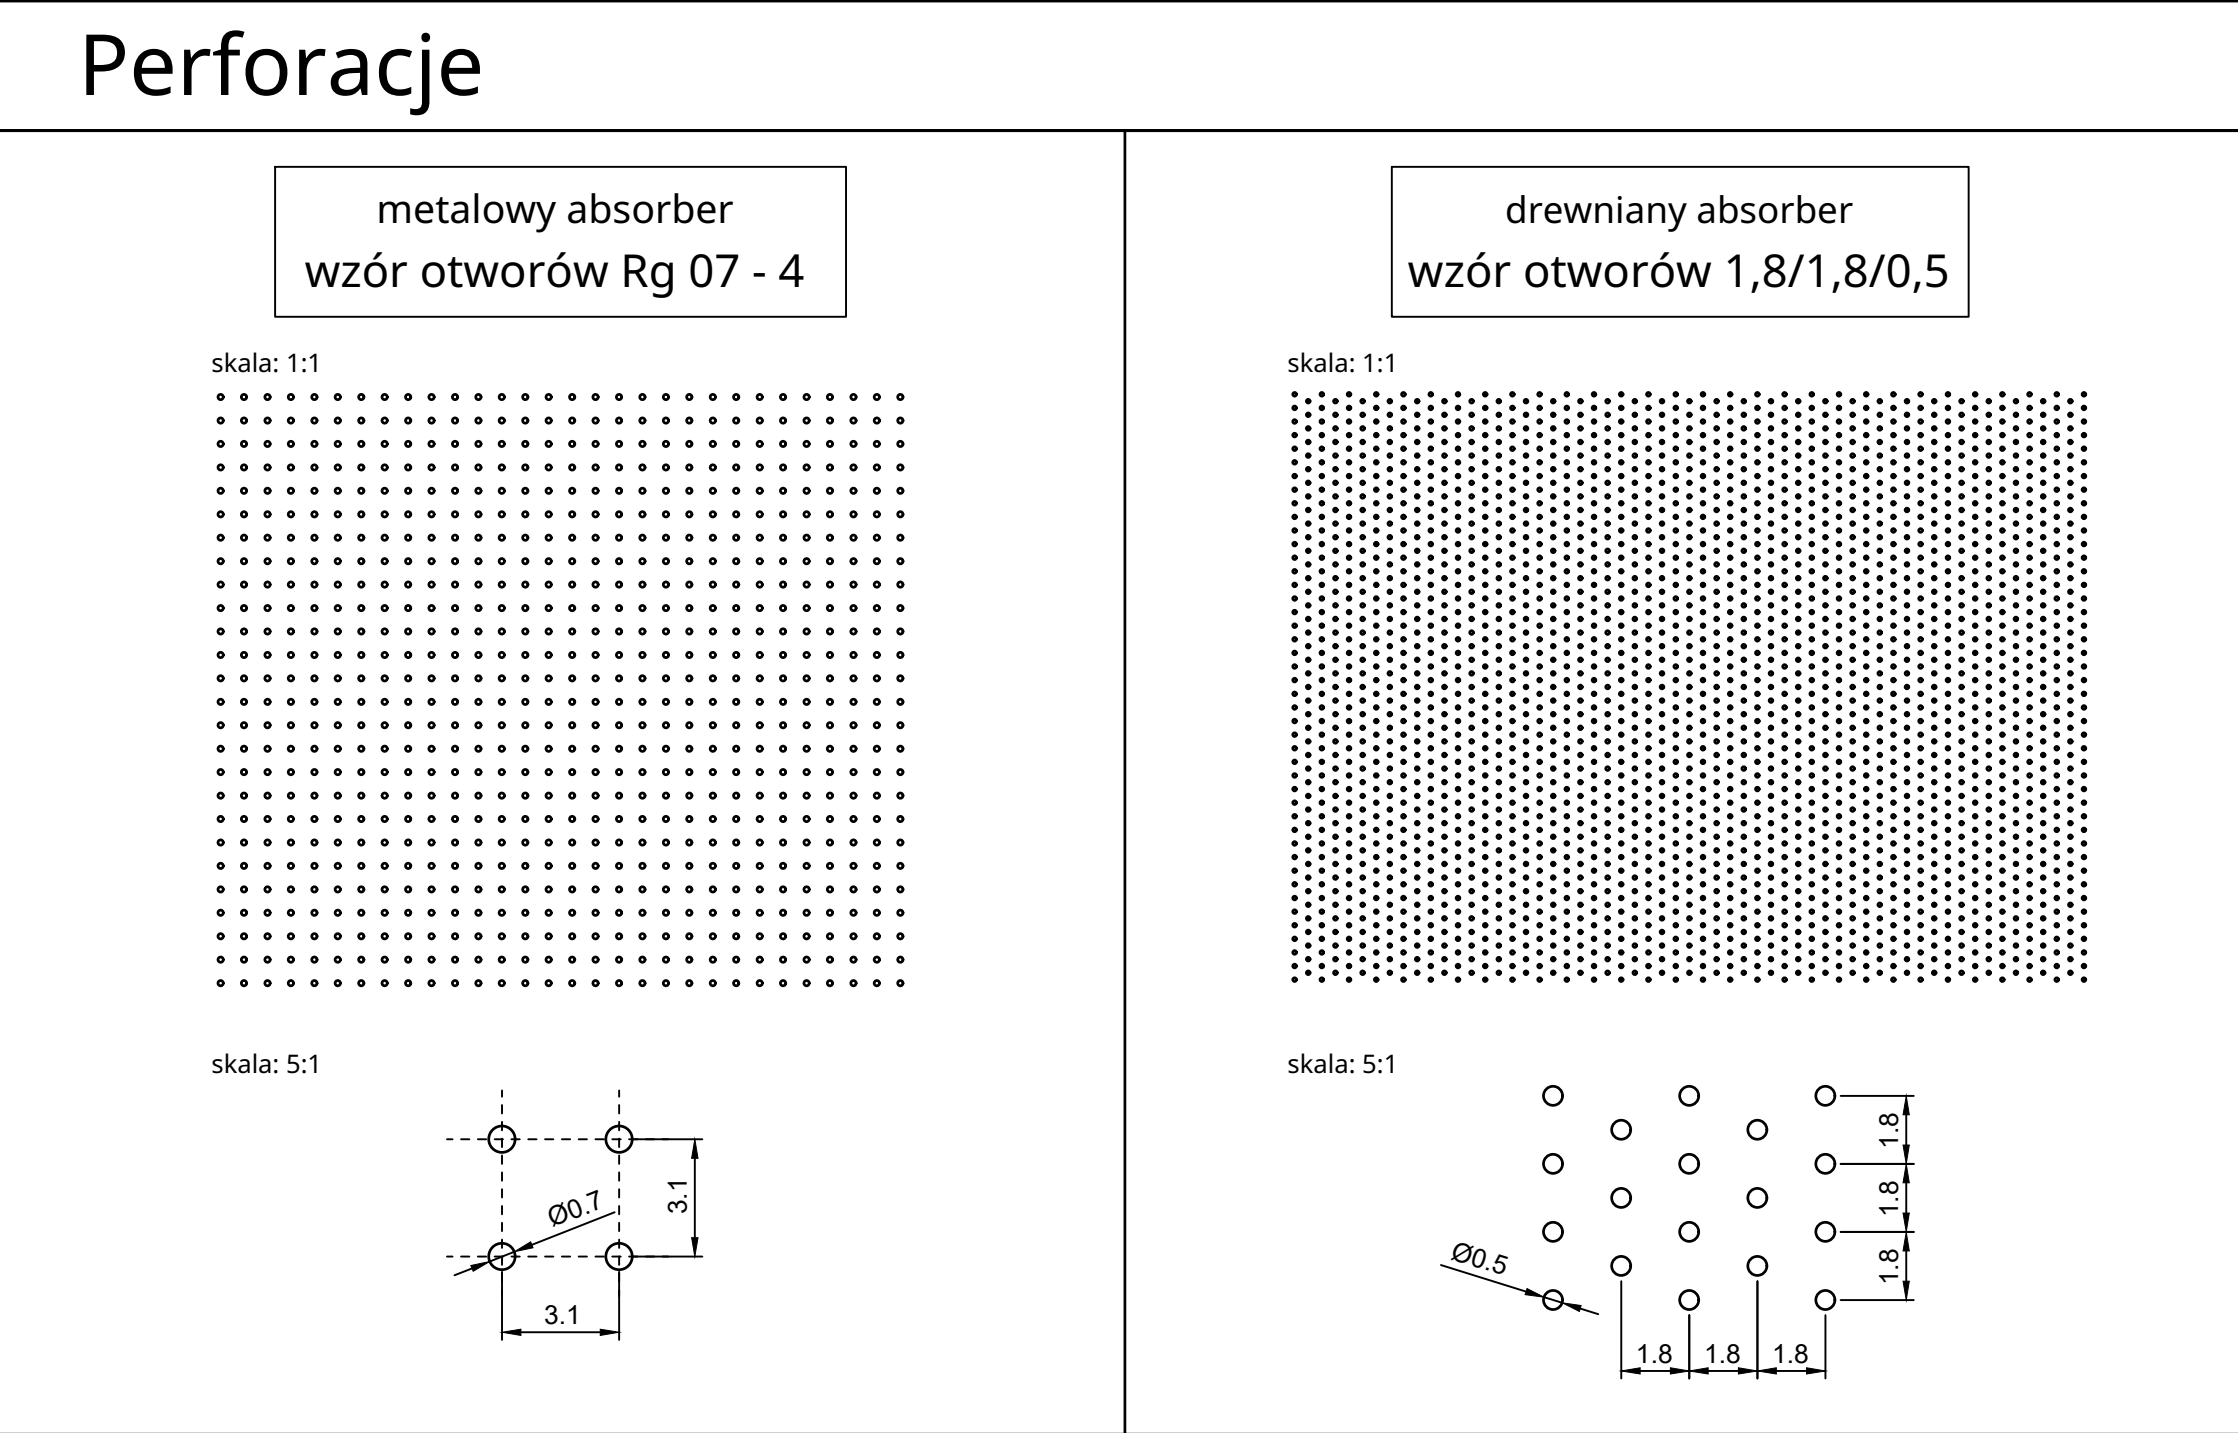 Perforacje
metalowy absorber
wzór otworów Rg 07 - 4
skala: 1:1
skala: 5:1
Ø0.7
3.1
3.1
drewniany absorber
wzór otworów 1,8/1,8/0,5
skala: 1:1
skala: 5:1
1.8
1.8
1.8
Ø0.5
1.8 1.8 1.8